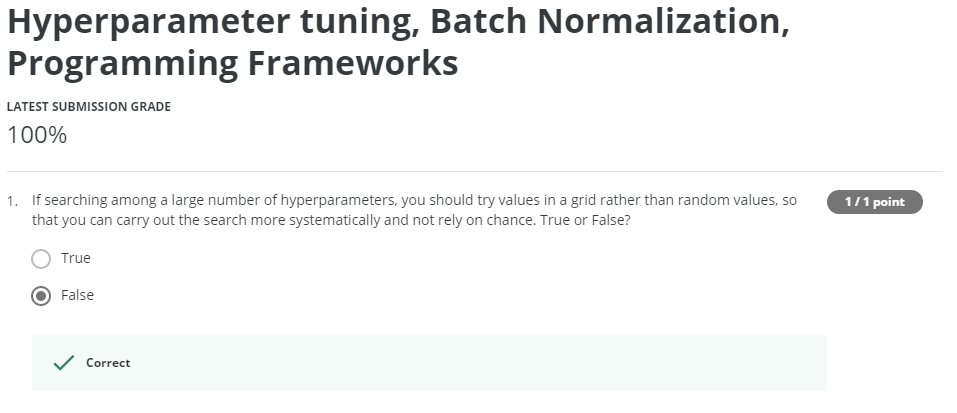 Hyperparameter tuning, Batch Normalization,
Programming Frameworks
LATEST SUBMISSION GRADE
100%
1. If searching among a large number of hyperparameters, you should try values in a grid rather than random values, so
that you can carry out the search more systematically and not rely on chance. True or False?
1 / 1 point
True
False
Correct